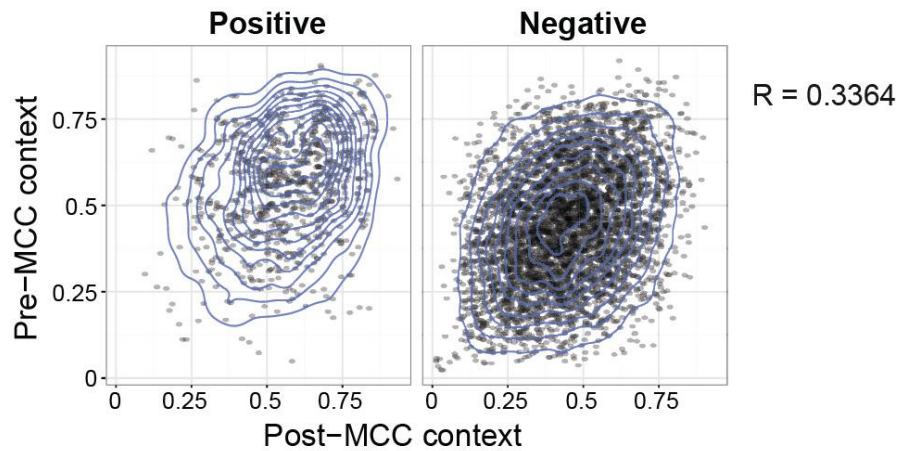 Positive
Negative
R = 0.3364
Pre−MCC context
0.75
0.5
0.25
0
0 0.25 0.5 0.75
0 0.25 0.5 0.75
Post−MCC context